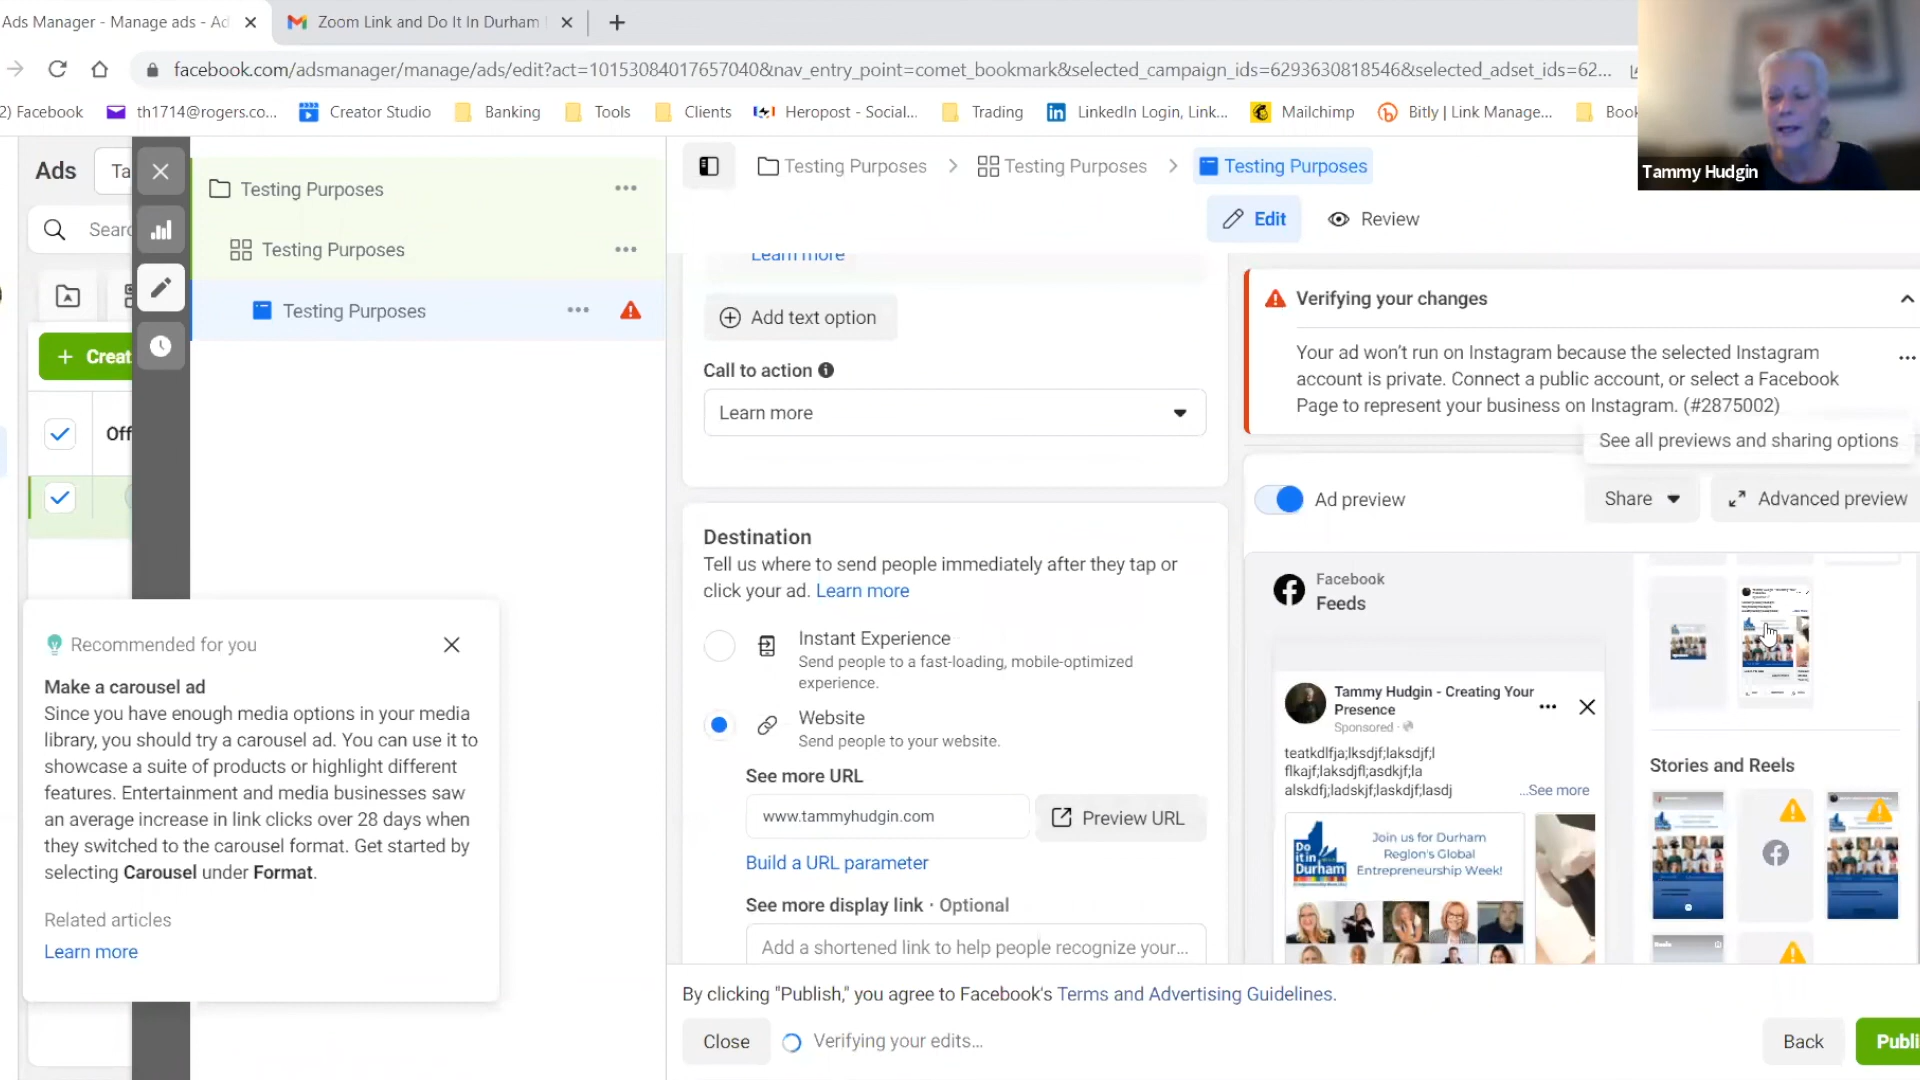 Ads Manager - Manage ads - Ad
Zoom Link and Do It In Durham
facebook.com/adsmanager/manage/ads/edit?act=10153084017657040&nav_entry_point=comet_bookmark&selected_campaign_ids=6293630818546&selected_adset_ids=62...
2) Facebook
th1714@rogers.co...
Creator Studio
Banking
Tools
Clients
Heropost - Social...
Trading
LinkedIn Login, Link...
Mailchimp
Bitly | Link Manage...
Book
Tammy Hudgin
Ads
Ta
Searc
Creat
Off
Testing Purposes
Testing Purposes
Testing Purposes
Testing Purposes
Testing Purposes
Testing Purposes
Edit
Review
Learn more
Add text option
Call to action
Learn more
Destination
Tell us where to send people immediately after they tap or
click your ad. Learn more
Instant Experience
Send people to a fast-loading, mobile-optimized
experience.
Website
Send people to your website.
See more URL
www.tammyhudgin.com
Preview URL
Build a URL parameter
See more display link · Optional
Add a shortened link to help people recognize your...
Verifying your changes
Your ad won't run on Instagram because the selected Instagram
account is private. Connect a public account, or select a Facebook
Page to represent your business on Instagram. (#2875002)
See all previews and sharing options
Ad preview
Share
Advanced preview
Facebook
Feeds
Tammy Hudgin - Creating Your
Presence
Sponsored ·
teatkdlfja;lksdjf;laksdjf;l
flkajf;laksdjfl;asdkjf;la
alskdfj;ladskjf;laskdjf;lasdj
...See more
Do
it in
Durham
Join us for Durham
Region's Global
Entrepreneurship Week!
Stories and Reels
Recommended for you
Make a carousel ad
Since you have enough media options in your media
library, you should try a carousel ad. You can use it to
showcase a suite of products or highlight different
features. Entertainment and media businesses saw
an average increase in link clicks over 28 days when
they switched to the carousel format. Get started by
selecting Carousel under Format.
Related articles
Learn more
By clicking "Publish," you agree to Facebook's Terms and Advertising Guidelines.
Close
Verifying your edits...
Back
Publi